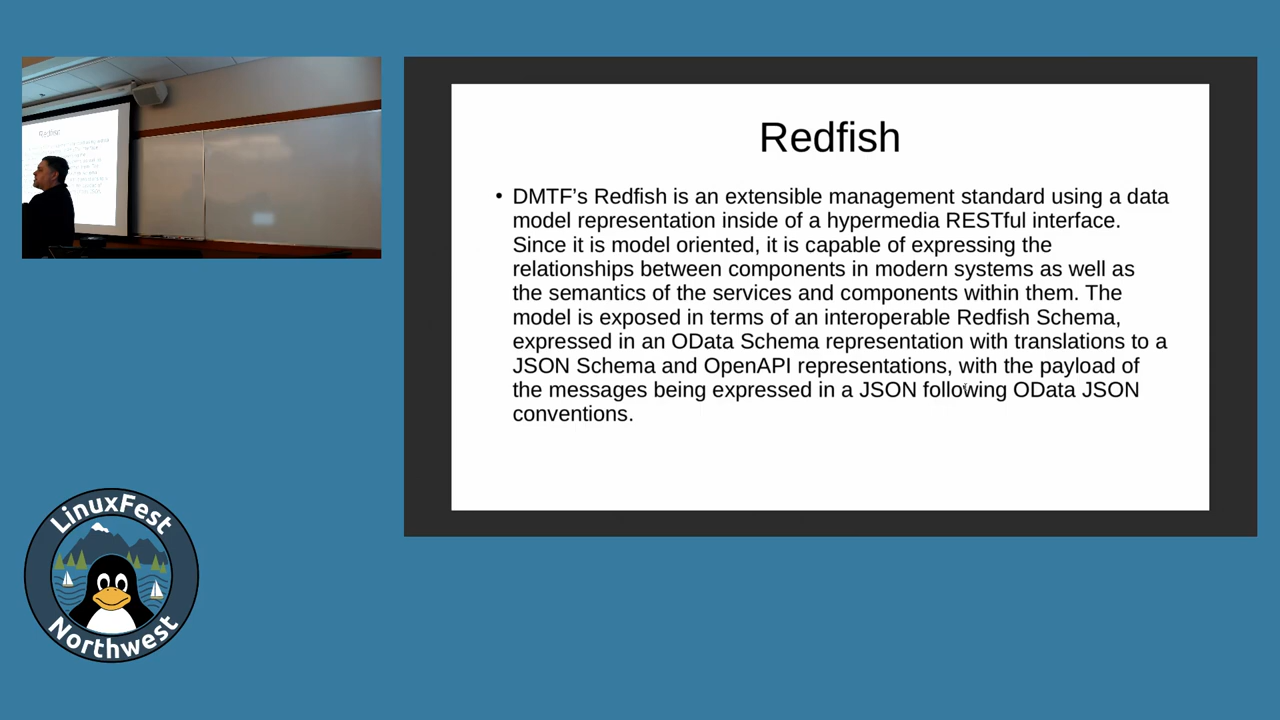 Redfish
• DMTF's Redfish is an extensible management standard using a data
model representation inside of a hypermedia RESTful interface.
Since it is model oriented, it is capable of expressing the
relationships between components in modern systems as well as
the semantics of the services and components within them. The
model is exposed in terms of an interoperable Redfish Schema,
expressed in an OData Schema representation with translations to a
JSON Schema and OpenAPI representations, with the payload of
the messages being expressed in a JSON following OData JSON
conventions.
Redfish
LinuxFest
Northwest